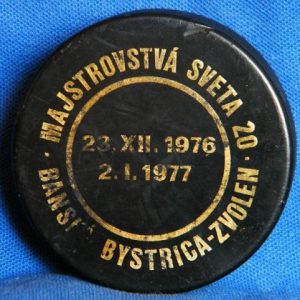 MAJSTROVSTVÁ SVETA 20
23. XII. 1976
2. I. 1977
BYSTRICA-ZVOLEN